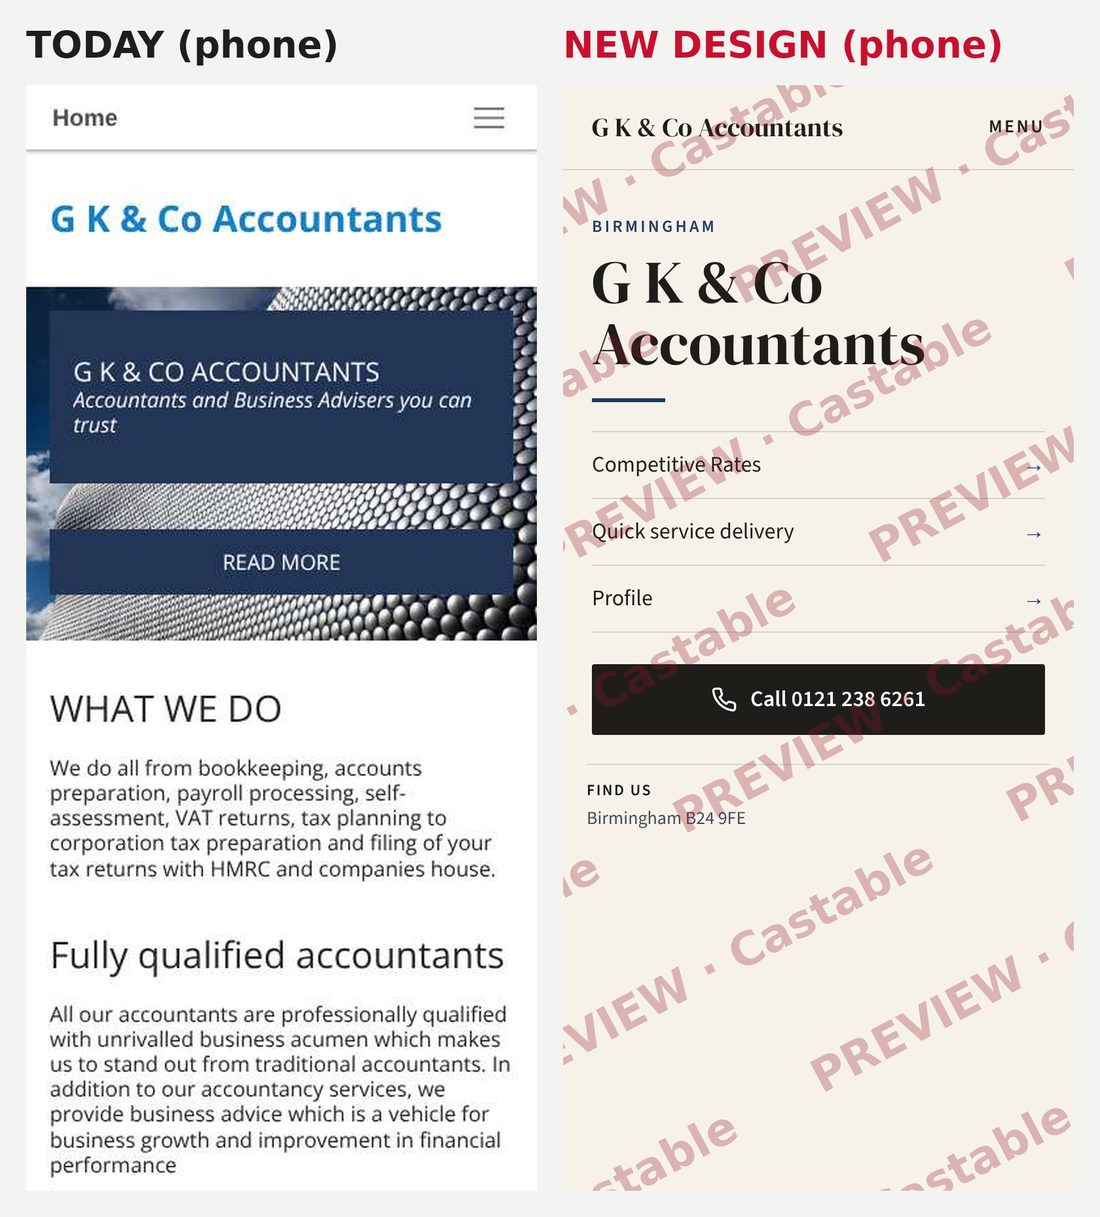 TODAY (phone)
Home
G K & Co Accountants
G K & CO ACCOUNTANTS
Accountants and Business Advisers you can
trust
READ MORE
WHAT WE DO
We do all from bookkeeping, accounts
preparation, payroll processing, self-
assessment, VAT returns, tax planning to
corporation tax preparation and filing of your
tax returns with HMRC and companies house.
Fully qualified accountants
All our accountants are professionally qualified
with unrivalled business acumen which makes
us to stand out from traditional accountants. In
addition to our accountancy services, we
provide business advice which is a vehicle for
business growth and improvement in financial
performance
NEW DESIGN (phone)
G K & Co Accountants
MENU
BIRMINGHAM
G K & Co
Accountants
Competitive Rates →
Quick service delivery →
Profile →
Call 0121 238 6261
FIND US
Birmingham B24 9FE
PREVIEW · Castable
PREVIEW · Castable
PREVIEW · Castable
PREVIEW · Castable